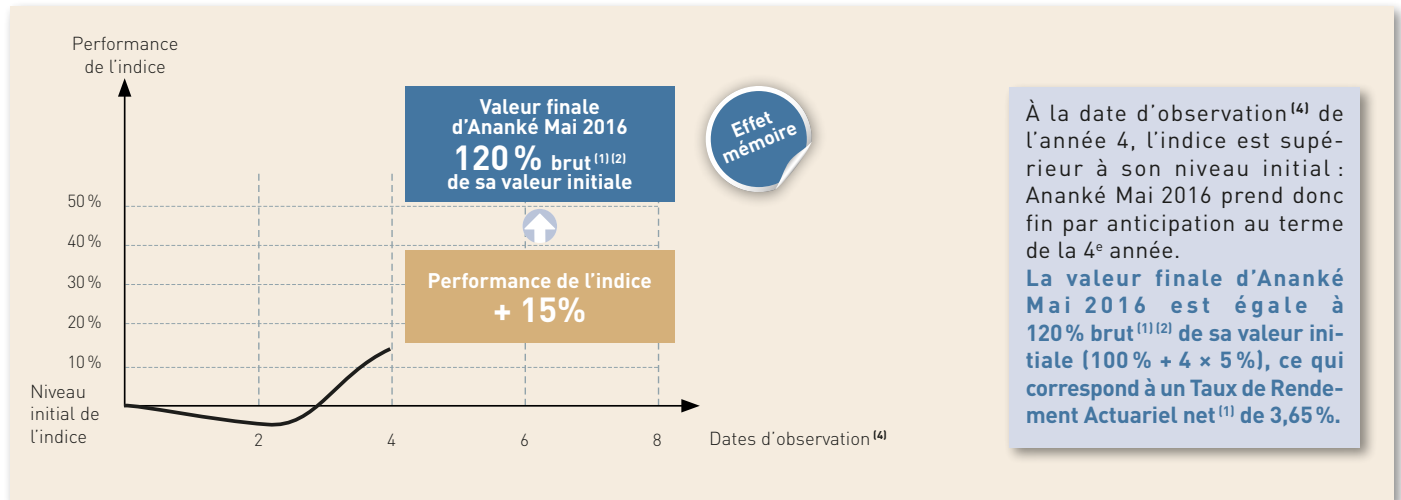 Performance
de l’indice
50 %
40 %
30 %
20 %
10 %
Niveau
initial de
l’indice
2
4
6
8
Dates d’observation (4)
Valeur finale
d’Ananké Mai 2016
120 % brut (1) (2)
de sa valeur initiale
Performance de l’indice
+ 15%
Effet
mémoire
À la date d’observation (4) de
l’année 4, l’indice est supé-
rieur à son niveau initial :
Ananké Mai 2016 prend donc
fin par anticipation au terme
de la 4e année.
La valeur finale d’Ananké
Mai 2016 est égale à
120 % brut (1) (2) de sa valeur ini-
tiale (100 % + 4 × 5 %), ce qui
correspond à un Taux de Rende-
ment Actuariel net (1) de 3,65 %.